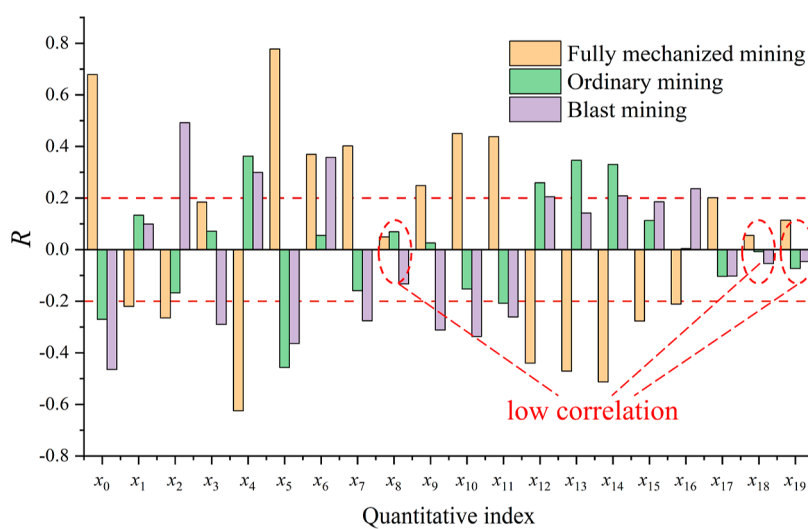 0.8
0.6
0.4
0.2
0.0
-0.2
-0.4
-0.6
-0.8
R
Fully mechanized mining
Ordinary mining
Blast mining
low correlation
x0 x1 x2 x3 x4 x5 x6 x7 x8 x9 x10 x11 x12 x13 x14 x15 x16 x17 x18 x19
Quantitative index